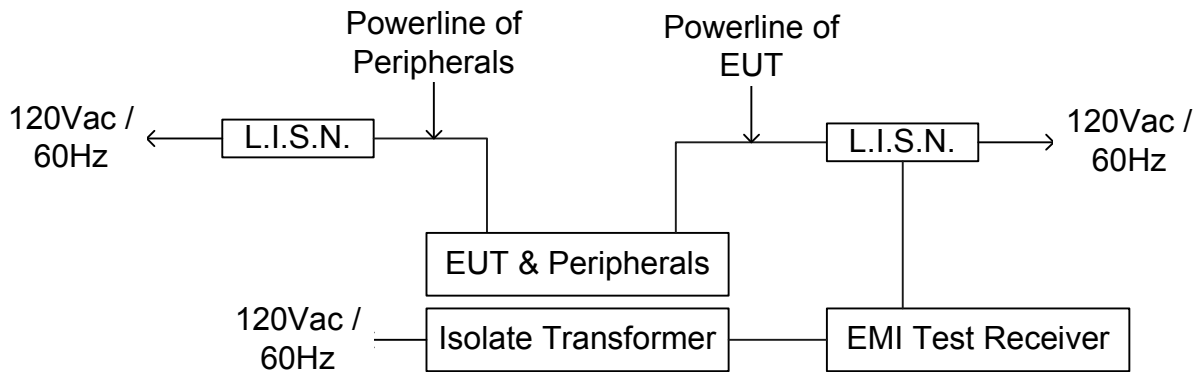 Powerline of
Peripherals
Powerline of
EUT
120Vac /
60Hz
L.I.S.N.
L.I.S.N.
120Vac /
60Hz
EUT & Peripherals
120Vac /
60Hz
Isolate Transformer
EMI Test Receiver